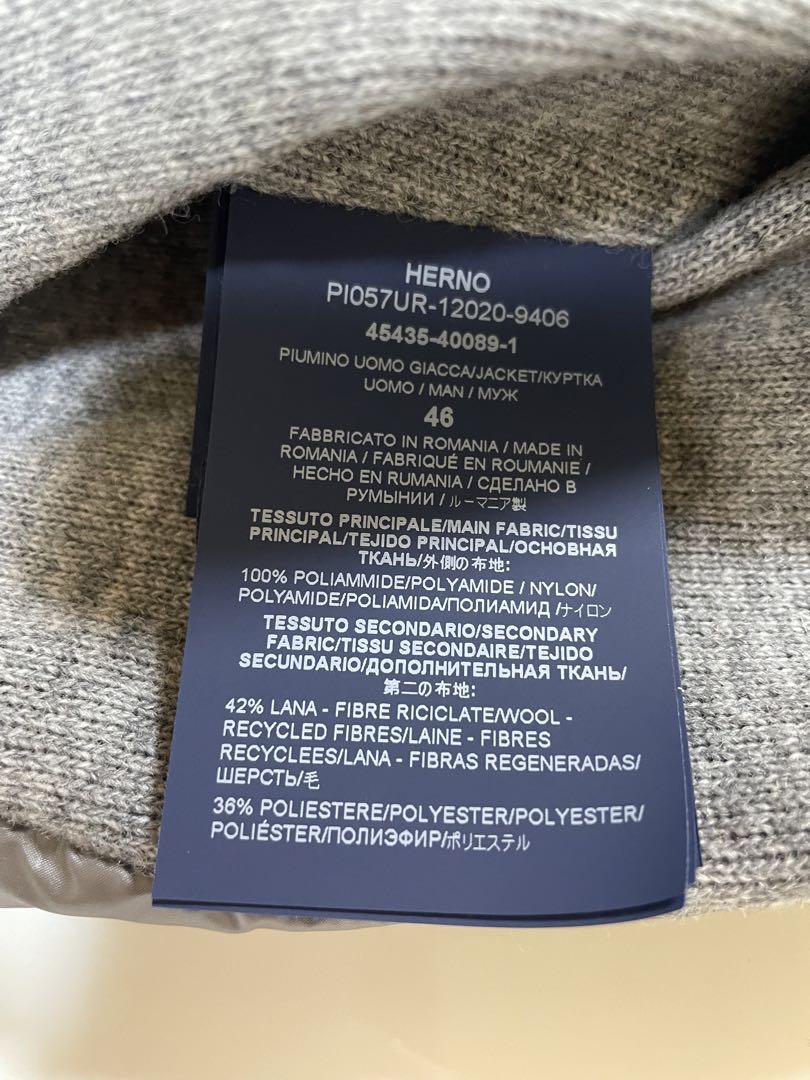 HERNO
PI057UR-12020-9406
45435-40089-1
PIUMINO UOMO GIACCA/JACKET/КУРТКА
UOMO / MAN / МУЖ
46
FABBRICATO IN ROMANIA / MADE IN
ROMANIA / FABRIQUÉ EN ROUMANIE /
HECHO EN RUMANIA / СДЕЛАНО В
РУМЫНИИ / ルーマニア製
TESSUTO PRINCIPALE/MAIN FABRIC/TISSU
PRINCIPAL/TEJIDO PRINCIPAL/ОСНОВНАЯ
ТКАНЬ/外側の布地:
100% POLIAMMIDE/POLYAMIDE / NYLON/
POLYAMIDE/POLIAMIDA/ПОЛИАМИД /ナイロン
TESSUTO SECONDARIO/SECONDARY
FABRIC/TISSU SECONDAIRE/TEJIDO
SECUNDARIO/ДОПОЛНИТЕЛЬНАЯ ТКАНЬ/
第二の布地:
42% LANA - FIBRE RICICLATE/WOOL -
RECYCLED FIBRES/LAINE - FIBRES
RECYCLEES/LANA - FIBRAS REGENERADAS/
ШЕРСТЬ/毛
36% POLIESTERE/POLYESTER/POLYESTER/
POLIÉSTER/ПОЛИЭФИР/ポリエステル